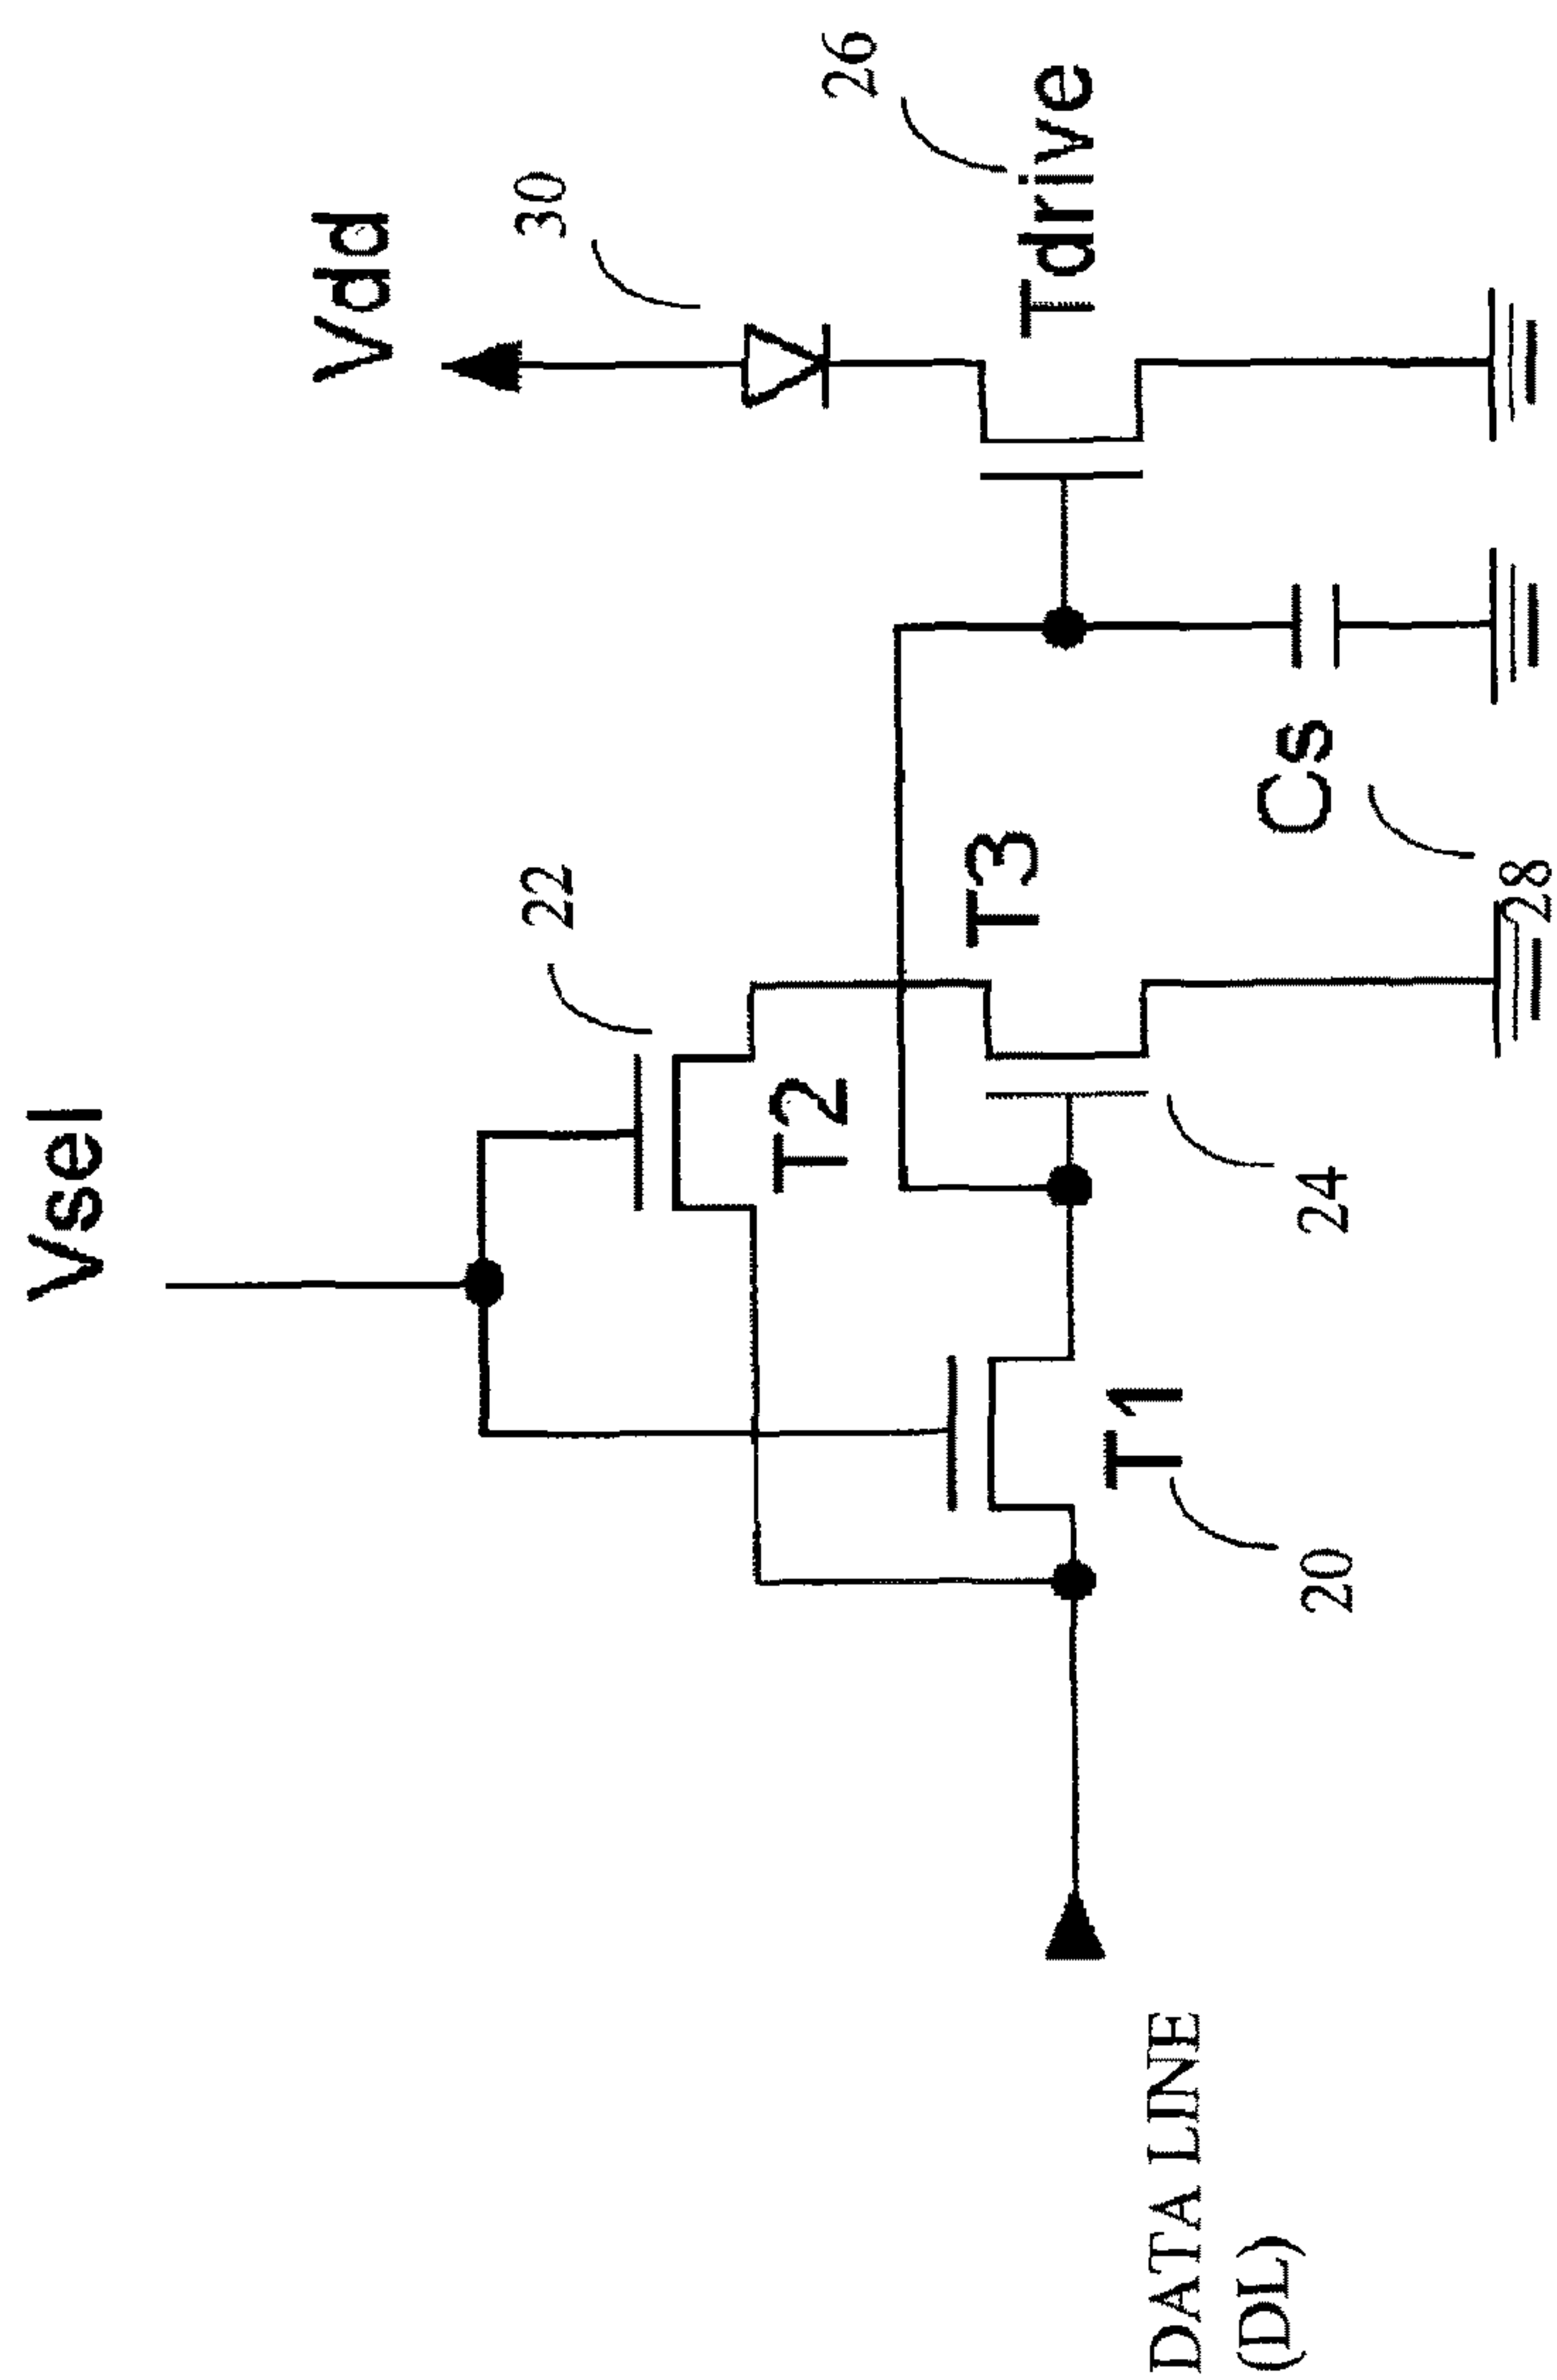 Vsel
Vdd
30
26
22
Tdrive
T2
T3
Cs
24
28
T1
20
DATA LINE
(DL)